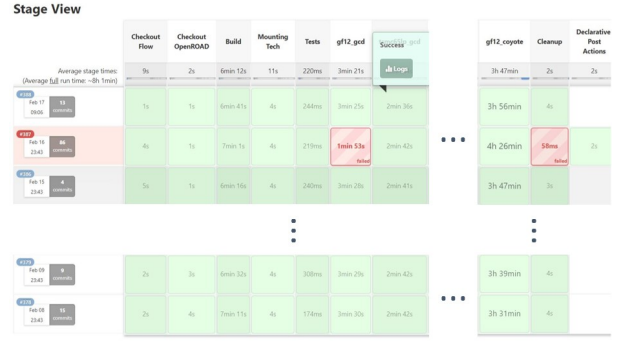 Stage View
Checkout Flow
Checkout OpenROAD
Build
Mounting Tech
Tests
gf12_gcd
Success
Logs
gf12_coyote
Cleanup
Declarative Post Actions
Average stage times:
(Average full run time: ~8h 1min)
9s 2s 6min 12s 11s 220ms 3min 21s 3h 47min 2s 2s
#388
Feb 17 09:06
13 commits
1s 1s 6min 41s 4s 244ms 3min 25s 2min 36s 3h 56min 4s
#387
Feb 16 23:43
86 commits
4s 1s 7min 1s 4s 219ms 1min 53s failed 2min 42s 4h 26min 58ms failed 2s
#386
Feb 15 23:43
4 commits
5s 1s 6min 16s 4s 240ms 3min 28s 2min 41s 3h 47min 3s
#379
Feb 09 23:43
9 commits
2s 3s 6min 32s 4s 308ms 3min 29s 2min 42s 3h 39min 4s
#378
Feb 08 23:43
15 commits
2s 4s 7min 11s 4s 174ms 3min 30s 2min 42s 3h 31min 4s